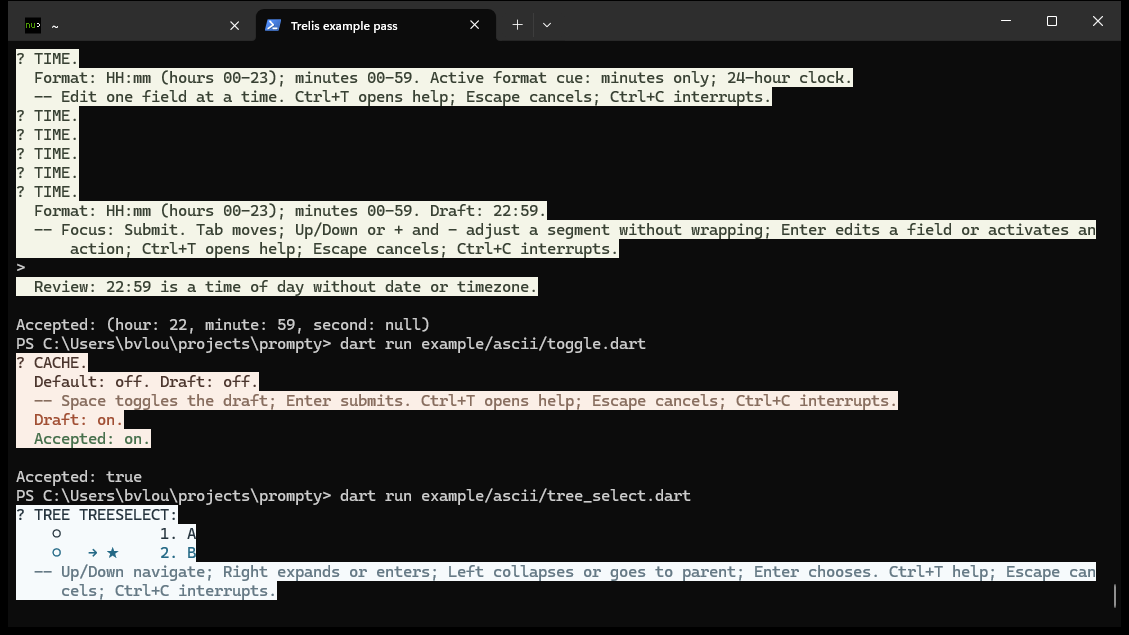 nu> ~
Trelis example pass
? TIME.
Format: HH:mm (hours 00-23); minutes 00-59. Active format cue: minutes only; 24-hour clock.
-- Edit one field at a time. Ctrl+T opens help; Escape cancels; Ctrl+C interrupts.
? TIME.
? TIME.
? TIME.
? TIME.
? TIME.
Format: HH:mm (hours 00-23); minutes 00-59. Draft: 22:59.
-- Focus: Submit. Tab moves; Up/Down or + and - adjust a segment without wrapping; Enter edits a field or activates an
action; Ctrl+T opens help; Escape cancels; Ctrl+C interrupts.
>
Review: 22:59 is a time of day without date or timezone.
Accepted: (hour: 22, minute: 59, second: null)
PS C:\Users\bvlou\projects\prompty> dart run example/ascii/toggle.dart
? CACHE.
Default: off. Draft: off.
-- Space toggles the draft; Enter submits. Ctrl+T opens help; Escape cancels; Ctrl+C interrupts.
Draft: on.
Accepted: on.
Accepted: true
PS C:\Users\bvlou\projects\prompty> dart run example/ascii/tree_select.dart
? TREE TREESELECT:
○ 1. A
○ → ★ 2. B
-- Up/Down navigate; Right expands or enters; Left collapses or goes to parent; Enter chooses. Ctrl+T help; Escape can
cels; Ctrl+C interrupts.